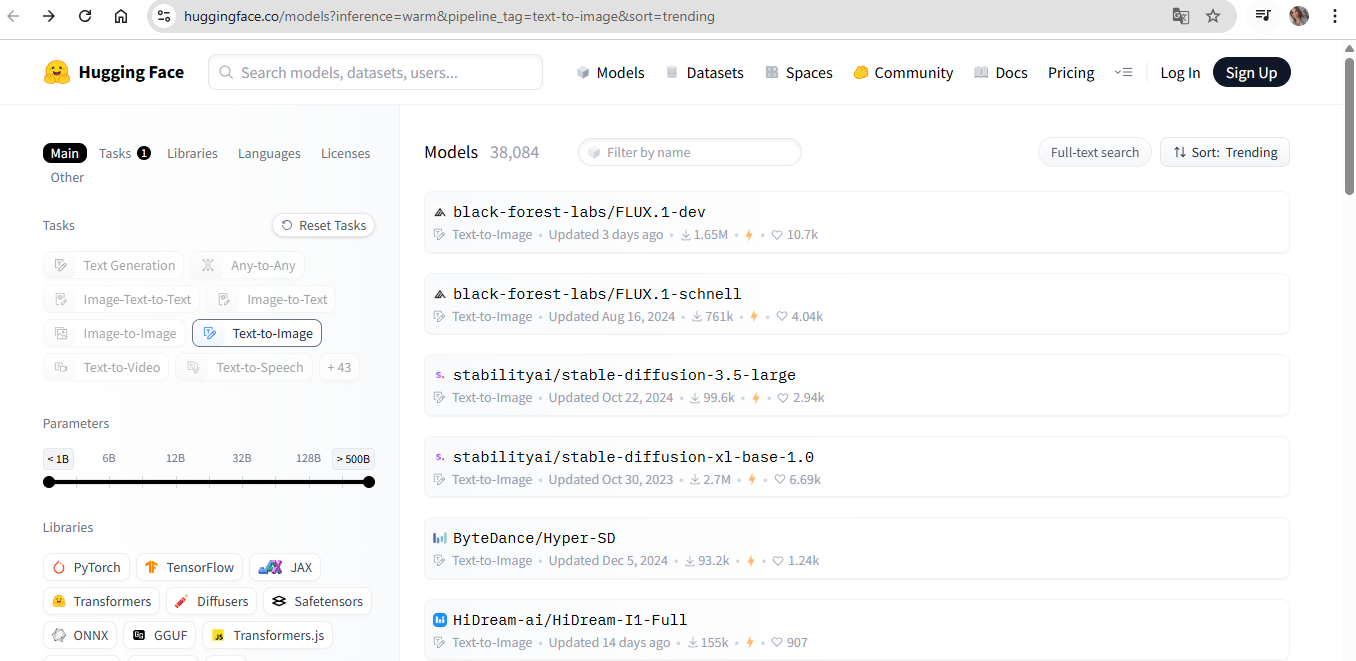 huggingface.co/models?inference=warm&pipeline_tag=text-to-image&sort=trending
Hugging Face
Search models, datasets, users...
Models
Datasets
Spaces
Community
Docs
Pricing
Log In
Sign Up
Main
Tasks 1
Libraries
Languages
Licenses
Other
Tasks
Reset Tasks
Text Generation
Any-to-Any
Image-Text-to-Text
Image-to-Text
Image-to-Image
Text-to-Image
Text-to-Video
Text-to-Speech
+ 43
Parameters
< 1B
6B
12B
32B
128B
> 500B
Libraries
PyTorch
TensorFlow
JAX
Transformers
Diffusers
Safetensors
ONNX
GGUF
JS Transformers.js
Models 38,084
Filter by name
Full-text search
Sort: Trending
black-forest-labs/FLUX.1-dev
Text-to-Image • Updated 3 days ago • 1.65M • • 10.7k
black-forest-labs/FLUX.1-schnell
Text-to-Image • Updated Aug 16, 2024 • 761k • • 4.04k
S. stabilityai/stable-diffusion-3.5-large
Text-to-Image • Updated Oct 22, 2024 • 99.6k • • 2.94k
S. stabilityai/stable-diffusion-xl-base-1.0
Text-to-Image • Updated Oct 30, 2023 • 2.7M • • 6.69k
ByteDance/Hyper-SD
Text-to-Image • Updated Dec 5, 2024 • 93.2k • • 1.24k
HiDream-ai/HiDream-I1-Full
Text-to-Image • Updated 14 days ago • 155k • • 907